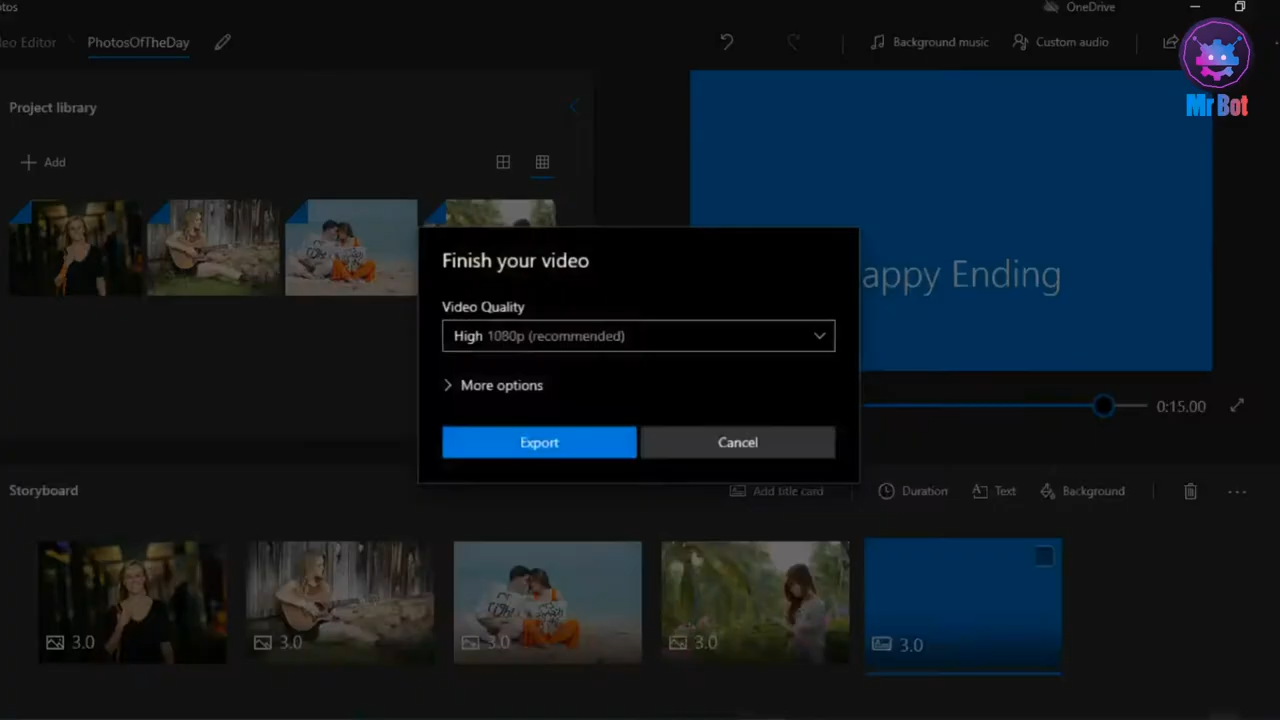 otos
OneDrive
eo Editor
PhotosOfTheDay
Background music
Custom audio
Mr Bot
Project library
Add
appy Ending
Finish your video
Video Quality
High 1080p (recommended)
More options
Export
Cancel
0:15.00
Storyboard
Add title card
Duration
Text
Background
3.0
3.0
3.0
3.0
3.0